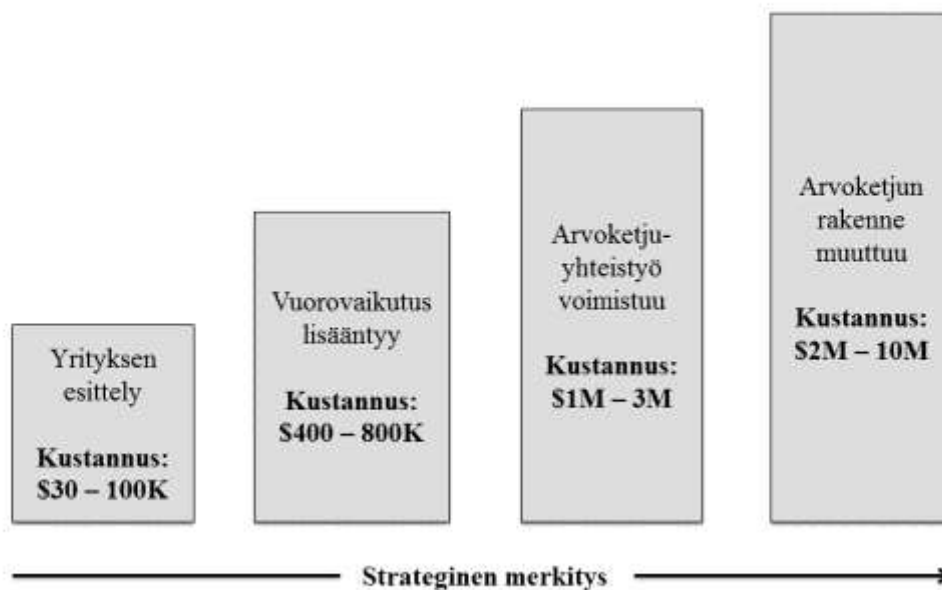 Yrityksen
esittely
Kustannus:
$30 – 100K
Vuorovaikutus
lisääntyy
Kustannus:
$400 – 800K
Arvoketju-
yhteistyö
voimistuu
Kustannus:
$1M – 3M
Arvoketjun
rakenne
muuttuu
Kustannus:
$2M – 10M
Strateginen merkitys